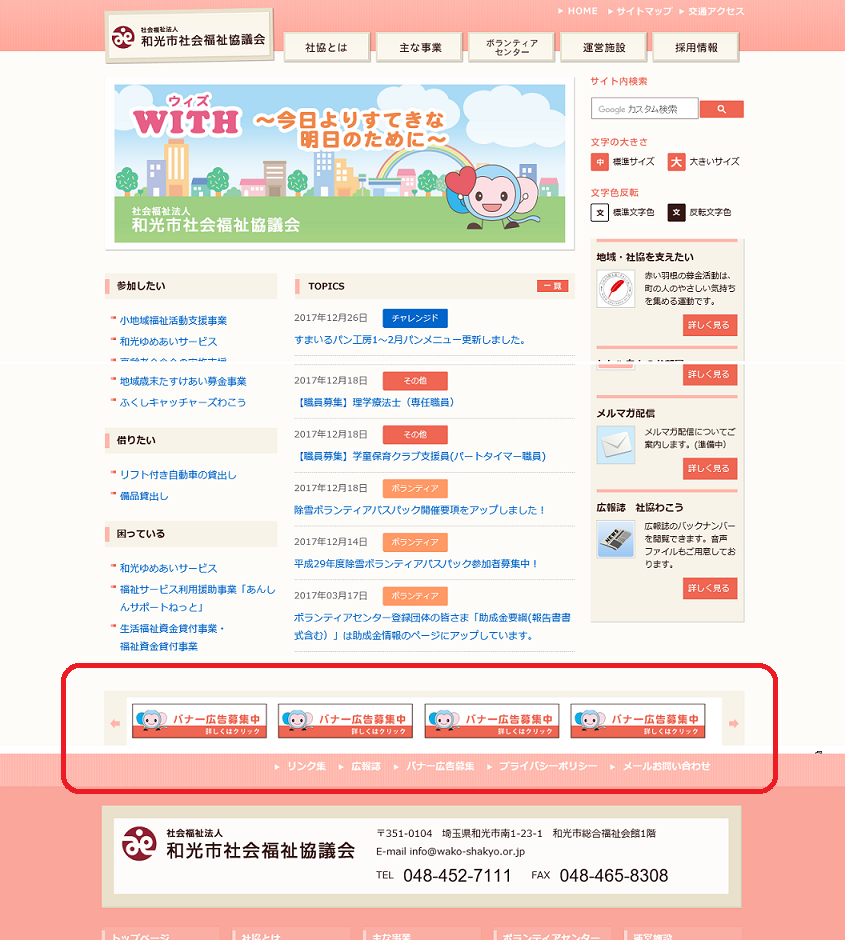 HOME サイトマップ 交通アクセス
社会福祉法人
和光市社会福祉協議会
社協とは
主な事業
ボランティア
センター
運営施設
採用情報
ウィズ
WITH
～今日よりすてきな
明日のために～
社会福祉法人
和光市社会福祉協議会
サイト内検索
Google カスタム検索
文字の大きさ
中 標準サイズ 大 大きいサイズ
文字色反転
文 標準文字色 文 反転文字色
参加したい
小地域福祉活動支援事業
和光ゆめあいサービス
地域歳末たすけあい募金事業
ふくしキャッチャーズわこう
借りたい
リフト付き自動車の貸出し
備品貸出し
困っている
和光ゆめあいサービス
福祉サービス利用援助事業「あんし
んサポートねっと」
生活福祉資金貸付事業・
福祉資金貸付事業
TOPICS 一覧
2017年12月26日 チャレンジド
すまいるパン工房1～2月パンメニュー更新しました。
2017年12月18日 その他
【職員募集】理学療法士（専任職員）
2017年12月18日 その他
【職員募集】学童保育クラブ支援員(パートタイマー職員)
2017年12月18日 ボランティア
除雪ボランティアバスパック開催要項をアップしました！
2017年12月14日 ボランティア
平成29年度除雪ボランティアバスパック参加者募集中！
2017年03月17日 ボランティア
ボランティアセンター登録団体の皆さま「助成金要綱(報告書書
式含む）」は助成金情報のページにアップしています。
地域・社協を支えたい
赤い羽根の募金活動は、
町の人のやさしい気持ち
を集める運動です。
詳しく見る
詳しく見る
メルマガ配信
メルマガ配信についてご
案内します。(準備中)
詳しく見る
広報誌 社協わこう
NEWS
広報誌のバックナンバー
を閲覧できます。音声
ファイルもご用意してお
ります。
詳しく見る
バナー広告募集中
詳しくはクリック
バナー広告募集中
詳しくはクリック
バナー広告募集中
詳しくはクリック
バナー広告募集中
詳しくはクリック
リンク集 広報誌 バナー広告募集 プライバシーポリシー メールお問い合わせ
社会福祉法人
和光市社会福祉協議会
〒351-0104 埼玉県和光市南1-23-1 和光市総合福祉会館1階
E-mail info@wako-shakyo.or.jp
TEL 048-452-7111 FAX 048-465-8308
トップページ 社協とは 主な事業 ボランティアセンター 運営施設